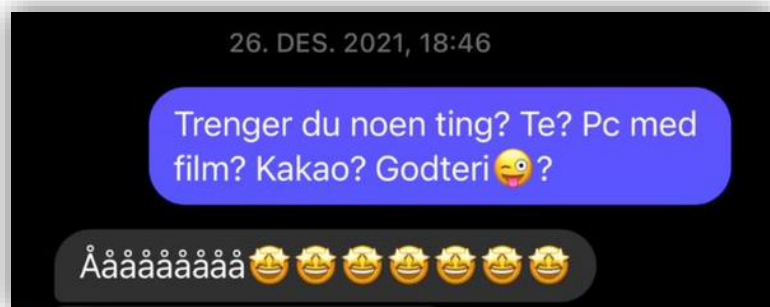 26. DES. 2021, 18:46
Trenger du noen ting? Te? Pc med
film? Kakao? Godteri😜?
Åååååååååå🤩🤩🤩🤩🤩🤩🤩